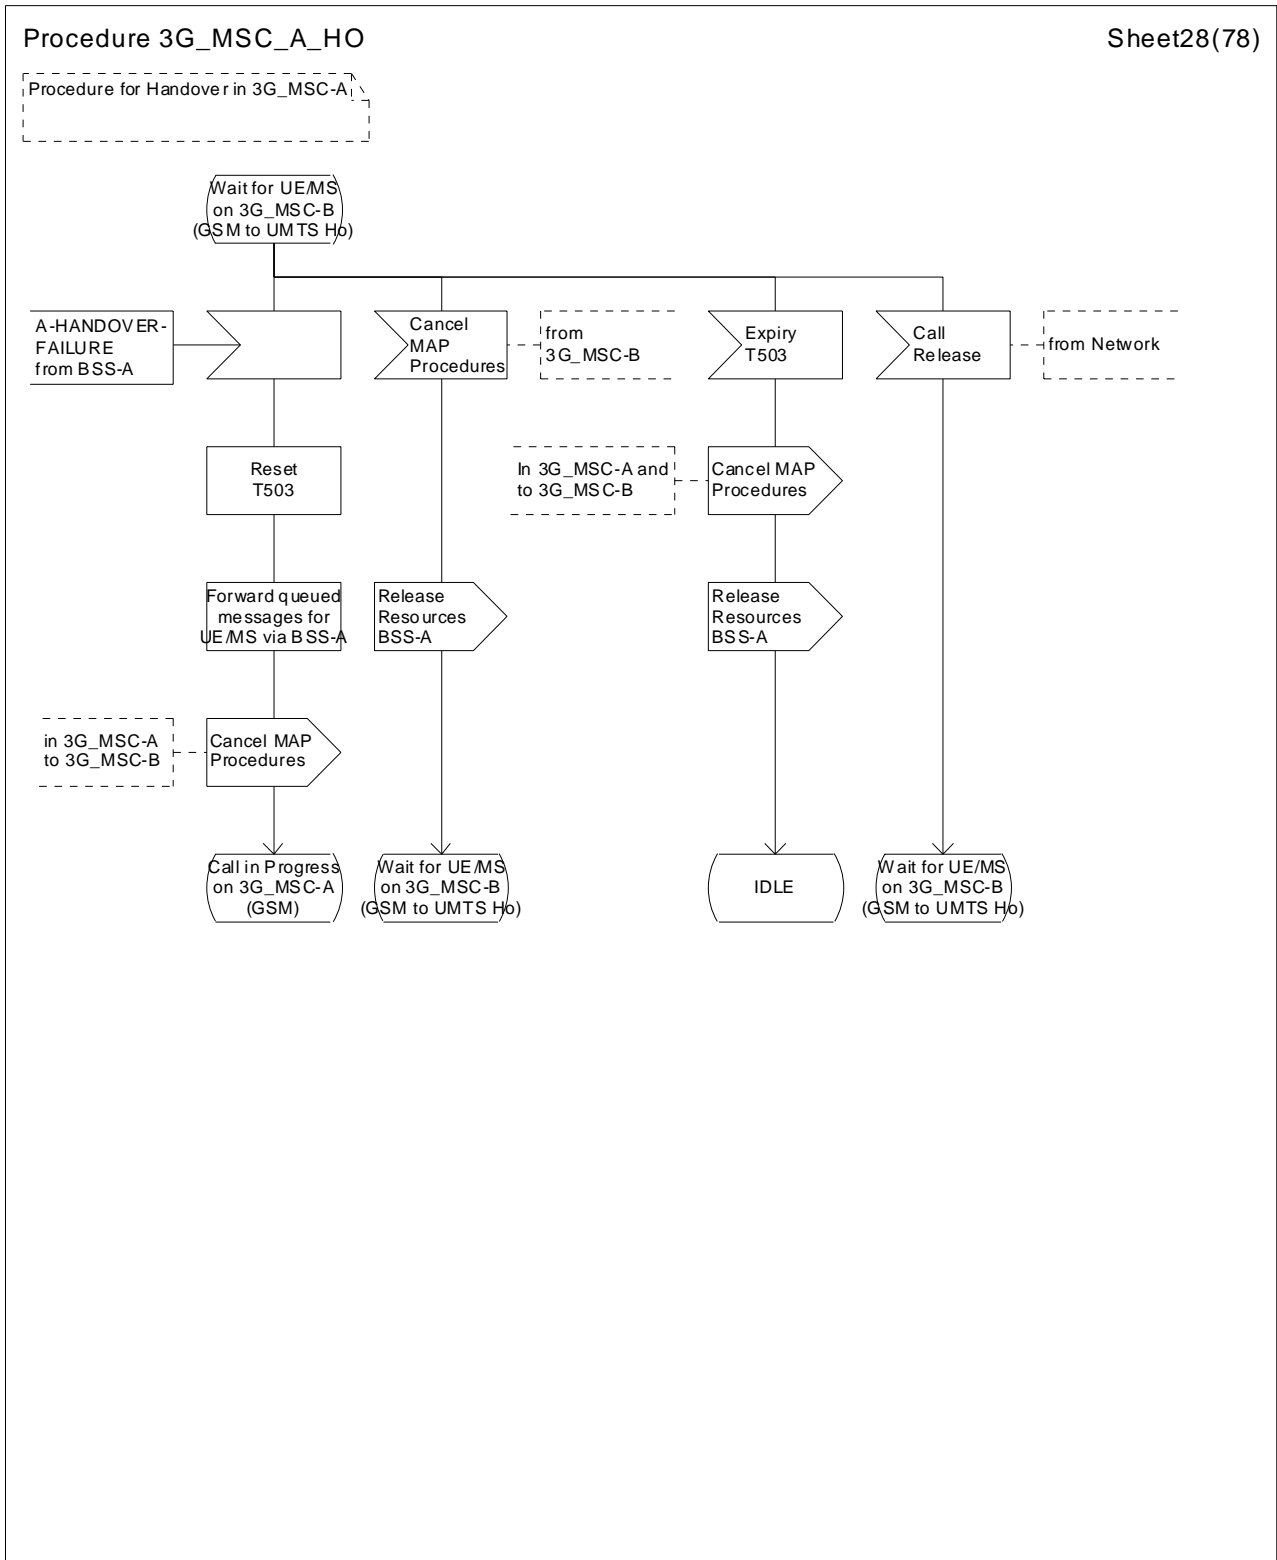 Procedure 3G_MSC_A_HO
Sheet28(78)
Procedure for Handover in 3G_MSC-A
Wait for UE/MS
on 3G_MSC-B
(GSM to UMTS Ho)
A-HANDOVER-
FAILURE
from BSS-A
Cancel
MAP
Procedures
from
3G_MSC-B
Expiry
T503
Call
Release
from Network
Reset
T503
In 3G_MSC-A and
to 3G_MSC-B
Cancel MAP
Procedures
Forward queued
messages for
UE/MS via BSS-A
Release
Resources
BSS-A
Release
Resources
BSS-A
in 3G_MSC-A
to 3G_MSC-B
Cancel MAP
Procedures
Call in Progress
on 3G_MSC-A
(GSM)
Wait for UE/MS
on 3G_MSC-B
(GSM to UMTS Ho)
IDLE
Wait for UE/MS
on 3G_MSC-B
(GSM to UMTS Ho)